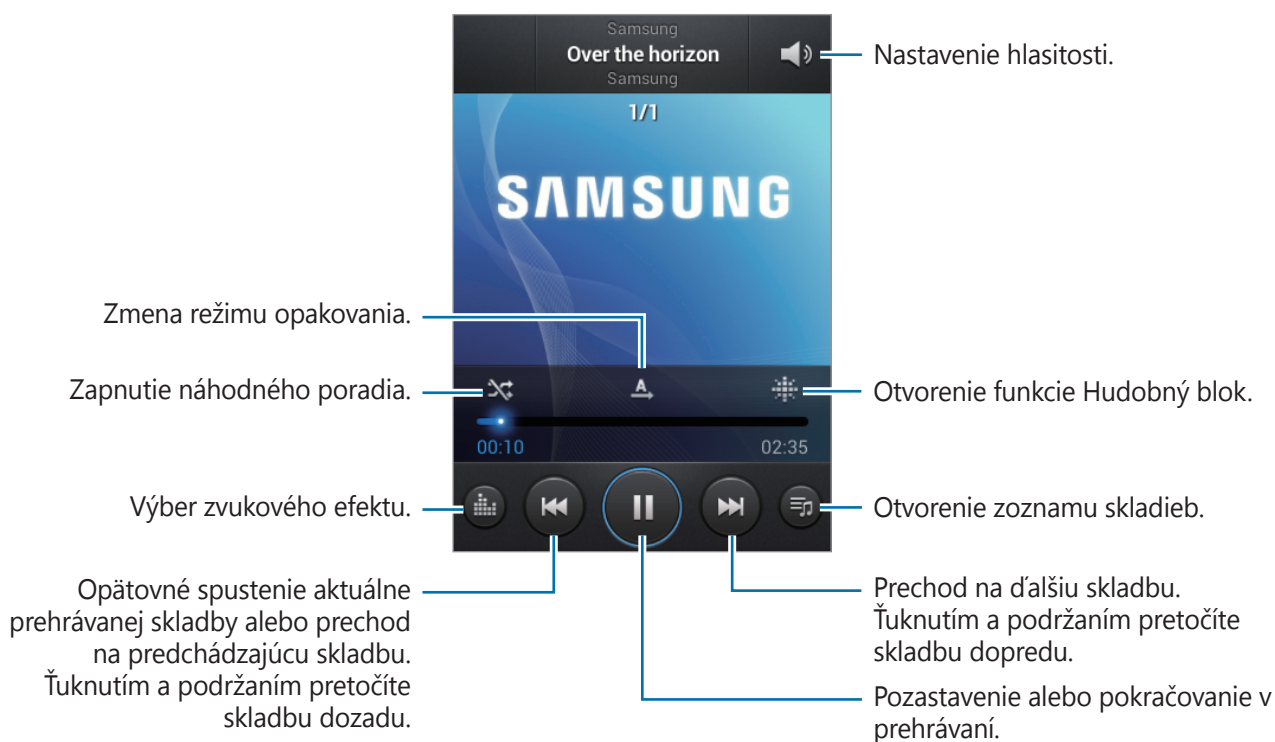 Samsung
Over the horizon
Samsung
Nastavenie hlasitosti.
1/1
SAMSUNG
Zmena režimu opakovania.
Zapnutie náhodného poradia.
A
Otvorenie funkcie Hudobný blok.
00:10
02:35
Výber zvukového efektu.
Otvorenie zoznamu skladieb.
Opätovné spustenie aktuálne
prehrávanej skladby alebo prechod
na predchádzajúcu skladbu.
Ťuknutím a podržaním pretočíte
skladbu dozadu.
Prechod na ďalšiu skladbu.
Ťuknutím a podržaním pretočíte
skladbu dopredu.
Pozastavenie alebo pokračovanie v
prehrávaní.